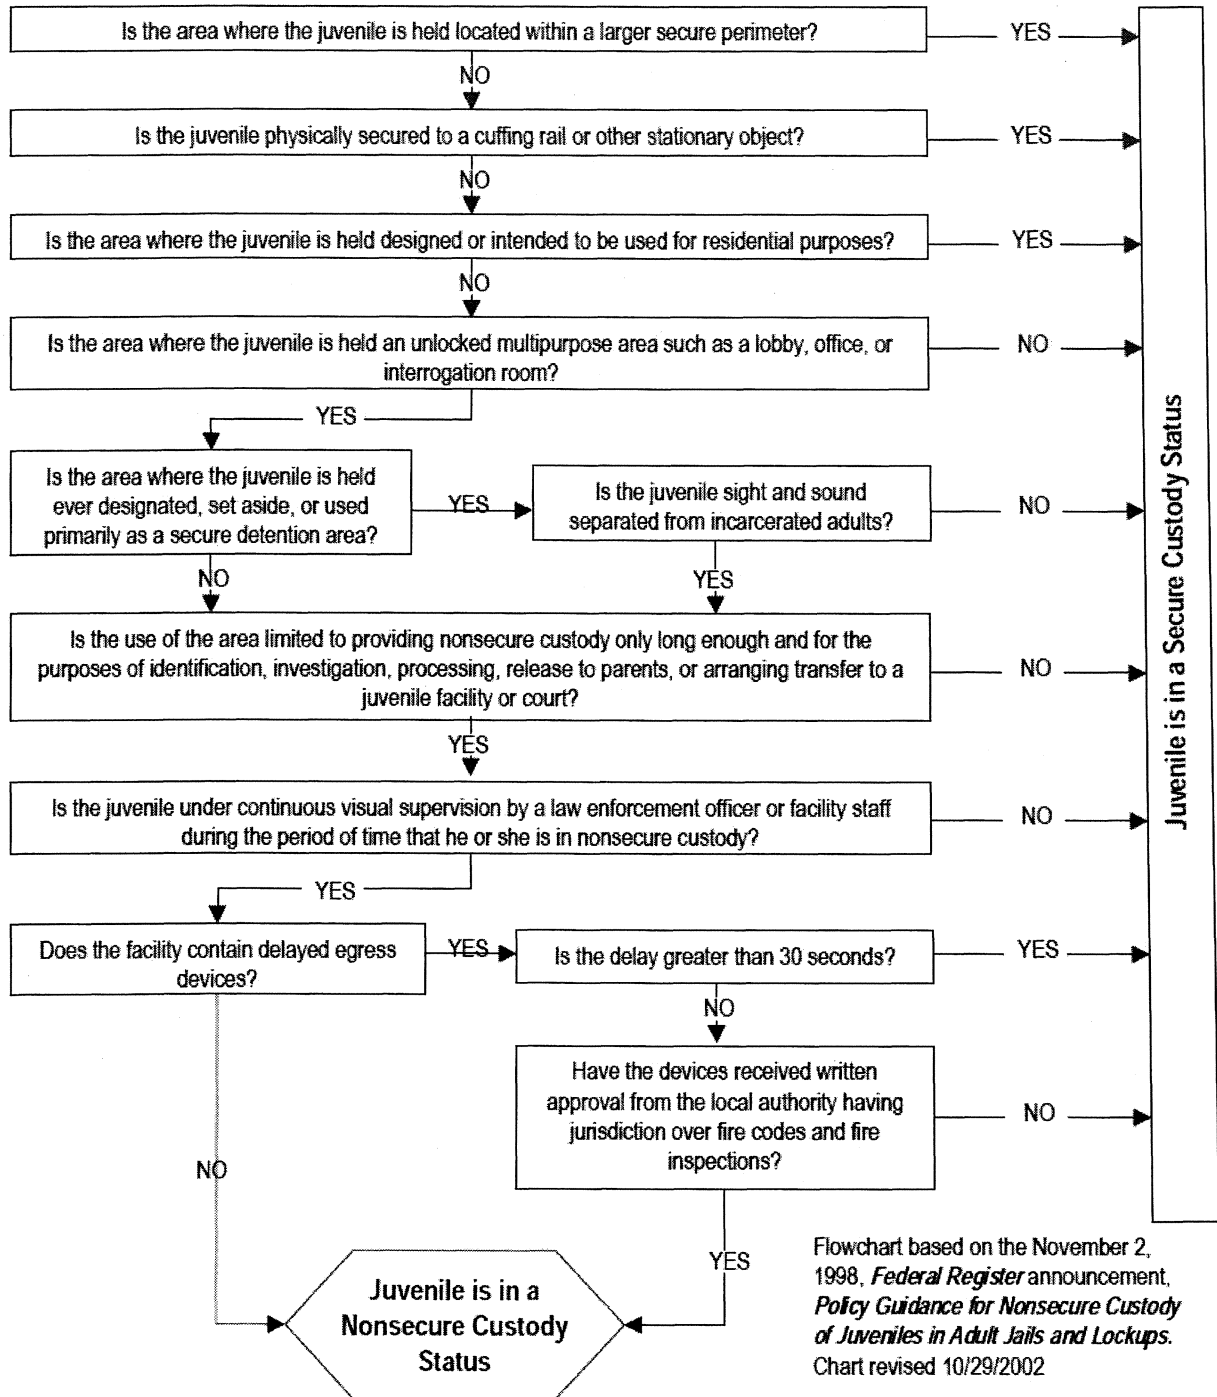 Is the area where the juvenile is held located within a larger secure perimeter?
YES
NO
Is the juvenile physically secured to a cuffing rail or other stationary object?
YES
NO
Is the area where the juvenile is held designed or intended to be used for residential purposes?
YES
NO
Is the area where the juvenile is held an unlocked multipurpose area such as a lobby, office, or
interrogation room?
NO
YES
Is the area where the juvenile is held
ever designated, set aside, or used
primarily as a secure detention area?
YES
Is the juvenile sight and sound
separated from incarcerated adults?
NO
NO
YES
Is the use of the area limited to providing nonsecure custody only long enough and for the
purposes of identification, investigation, processing, release to parents, or arranging transfer to a
juvenile facility or court?
NO
YES
Is the juvenile under continuous visual supervision by a law enforcement officer or facility staff
during the period of time that he or she is in nonsecure custody?
NO
YES
Does the facility contain delayed egress
devices?
YES
Is the delay greater than 30 seconds?
YES
NO
Have the devices received written
approval from the local authority having
jurisdiction over fire codes and fire
inspections?
NO
NO
YES
Juvenile is in a
Nonsecure Custody
Status
Juvenile is in a Secure Custody Status
Flowchart based on the November 2,
1998, Federal Register announcement,
Policy Guidance for Nonsecure Custody
of Juveniles in Adult Jails and Lockups.
Chart revised 10/29/2002